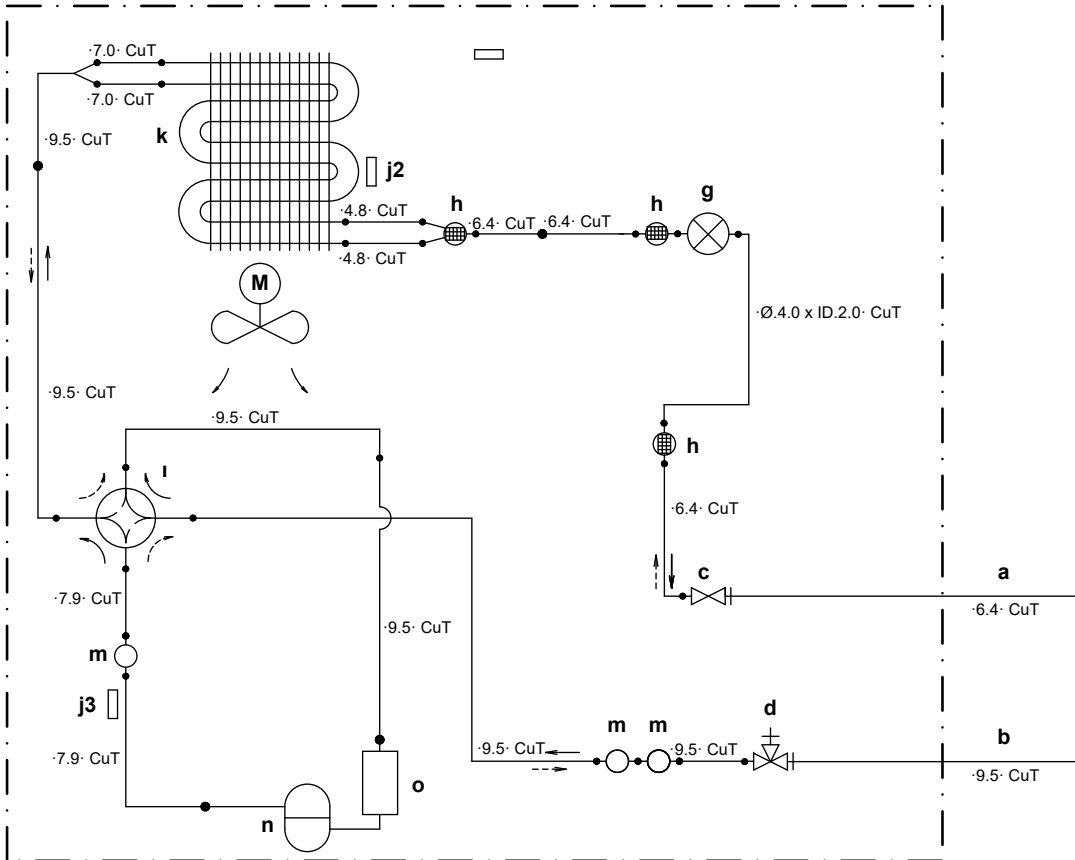 ·7.0· CuT
·7.0· CuT
k
·9.5· CuT
j2
·4.8· CuT
h
·6.4· CuT
·6.4· CuT
h
g
·4.8· CuT
M
·Ø.4.0 x ID.2.0· CuT
·9.5· CuT
·9.5· CuT
h
·6.4· CuT
c
a
·7.9· CuT
·6.4· CuT
·9.5· CuT
m
j3
m
m
d
b
·9.5· CuT
·9.5· CuT
·7.9· CuT
·9.5· CuT
o
n